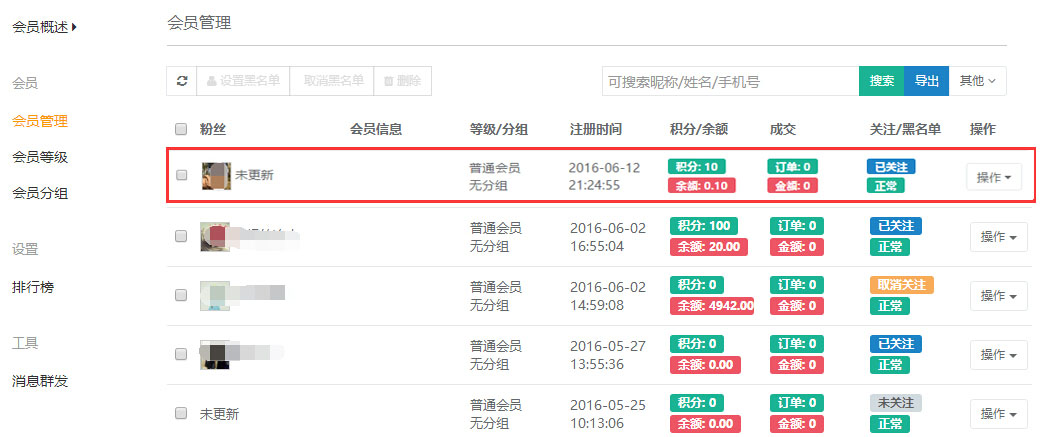 会员概述
会员管理
会员
会员管理
会员等级
会员分组
设置
排行榜
工具
消息群发
设置黑名单 取消黑名单 删除 可搜索昵称/姓名/手机号 搜索 导出 其他
粉丝 会员信息 等级/分组 注册时间 积分/余额 成交 关注/黑名单 操作
未更新 普通会员 2016-06-12 积分: 10 订单: 0 已关注 操作
无分组 21:24:55 余额: 0.10 金额: 0 正常
普通会员 2016-06-02 积分: 100 订单: 0 已关注 操作
无分组 16:55:04 余额: 20.00 金额: 0 正常
普通会员 2016-06-02 积分: 0 订单: 0 取消关注 操作
无分组 14:59:08 余额: 4942.00 金额: 0 正常
普通会员 2016-05-27 积分: 0 订单: 0 已关注 操作
无分组 13:55:36 余额: 0.00 金额: 0 正常
未更新 普通会员 2016-05-25 积分: 0 订单: 0 未关注 操作
无分组 10:13:06 余额: 0.00 金额: 0 正常